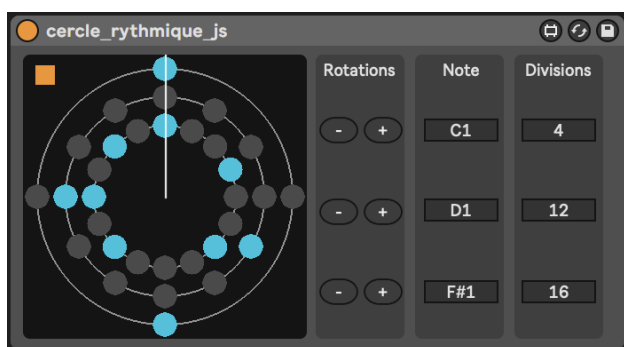 cercle_rythmique_js
Rotations Note Divisions
- + C1 4
- + D1 12
- + F#1 16